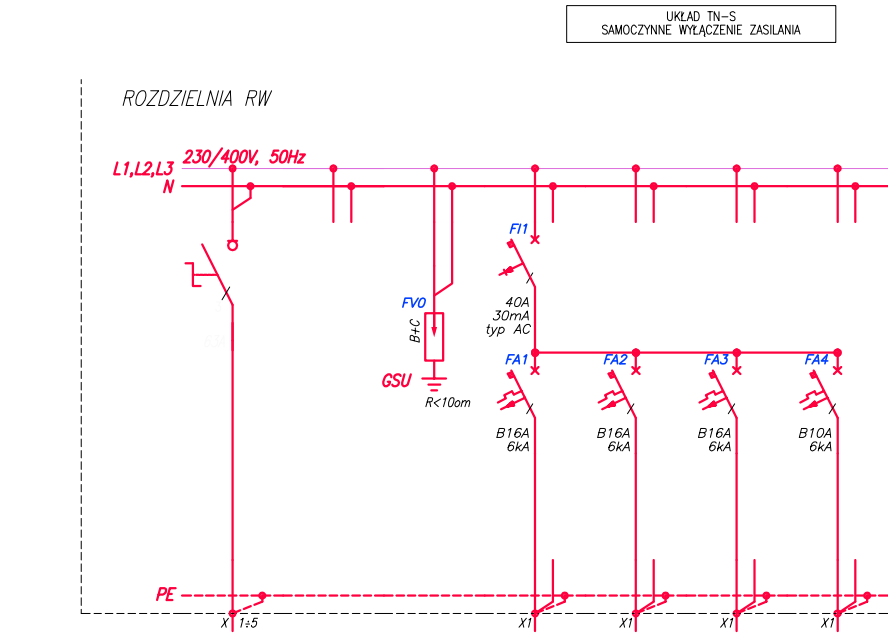 UKŁAD TN-S
SAMOCZYNNE WYŁĄCZENIE ZASILANIA
ROZDZIELNIA RW
230/400V, 50Hz
L1,L2,L3
N
FI1
40A
30mA
typ AC
FV0
B+C
GSU
R<10om
FA1
FA2
FA3
FA4
B16A
6kA
B16A
6kA
B16A
6kA
B10A
6kA
PE
X 1÷5
X1
X1
X1
X1